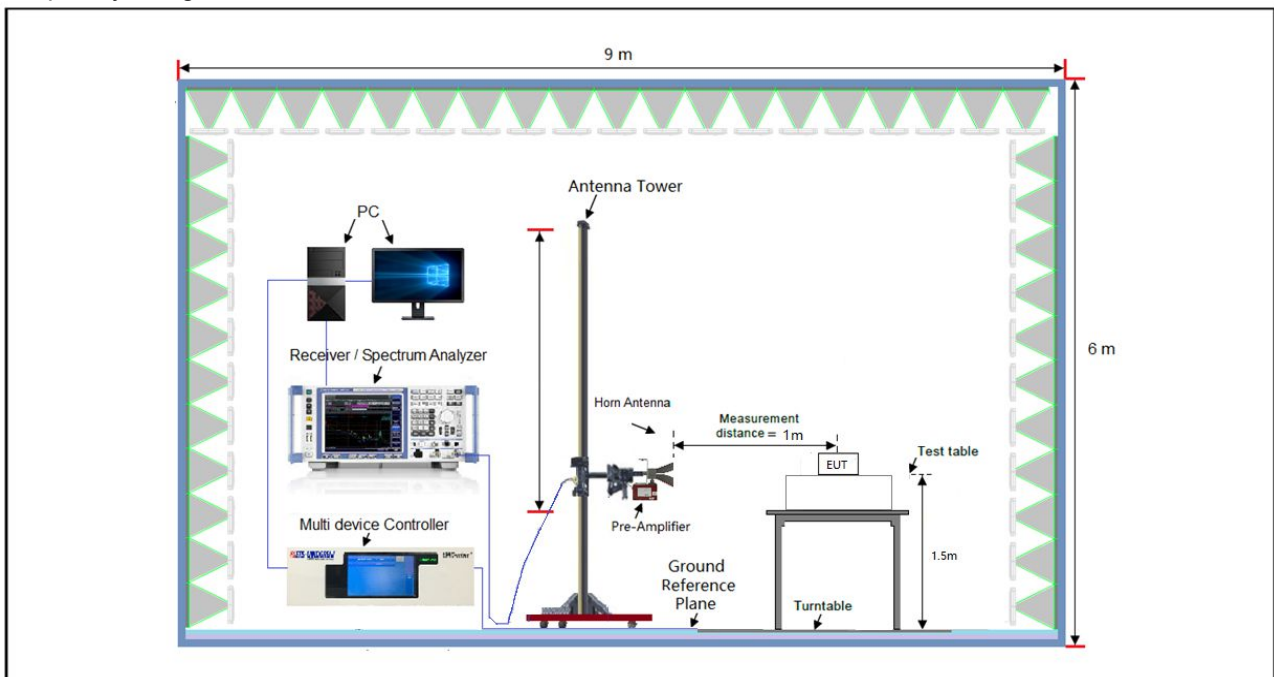 9 m
Antenna Tower
PC
Receiver / Spectrum Analyzer
6 m
Horn Antenna
Measurement
distance = 1m
EUT
Test table
Pre-Amplifier
Multi device Controller
1.5m
Ground
Reference
Plane
Turntable